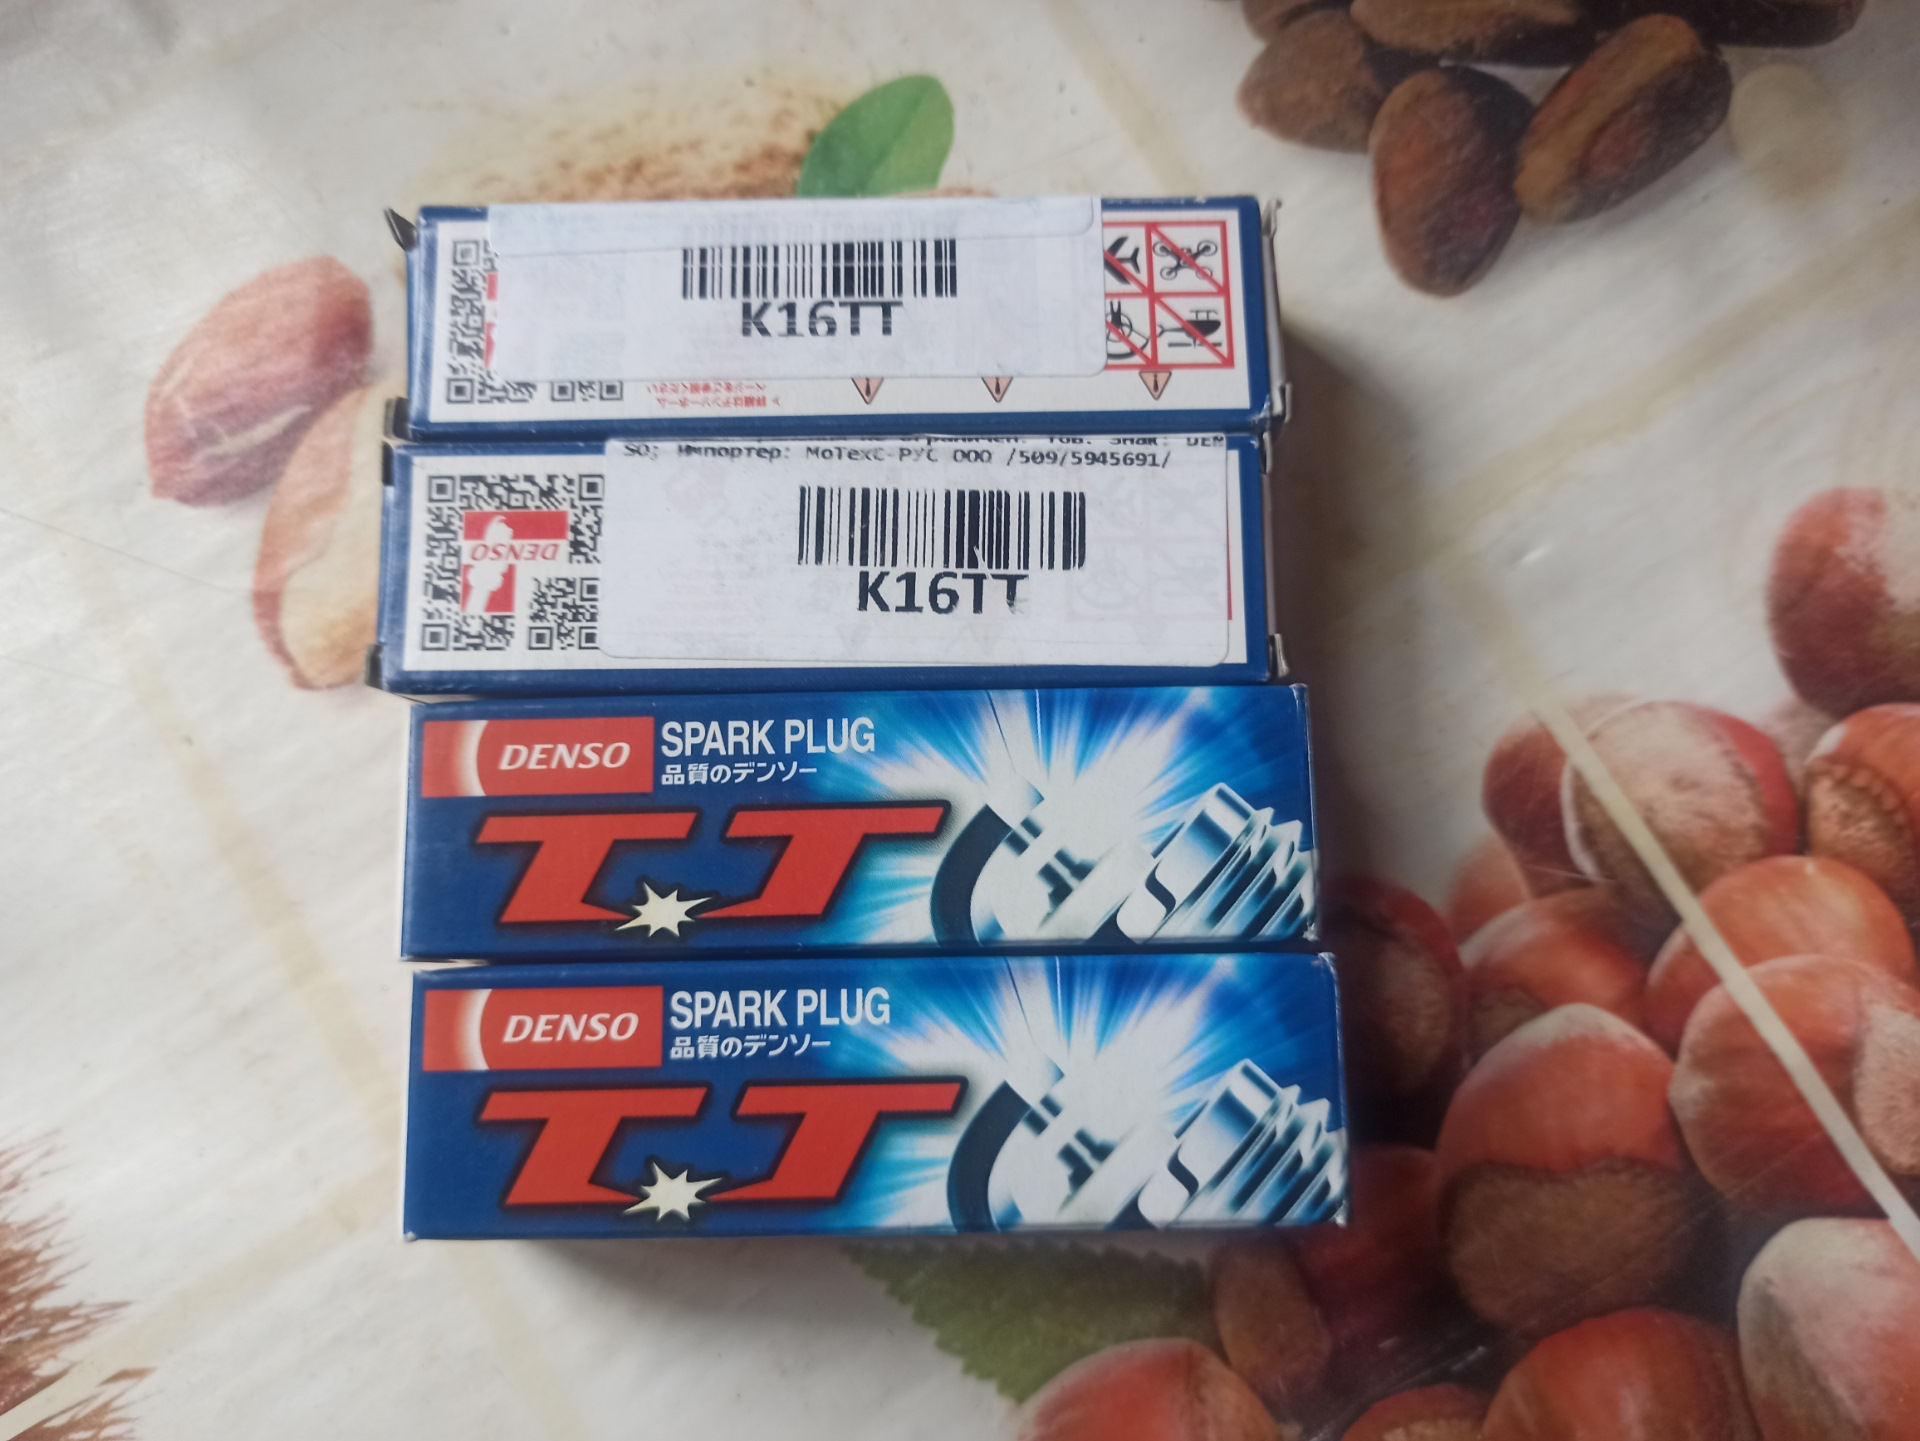 K16TT
SO; Импортер: МоТехС-РУС ООО /509/5945691/
DENSO
K16TT
DENSO
SPARK PLUG
品質のデンソー
TT
DENSO
SPARK PLUG
品質のデンソー
TT